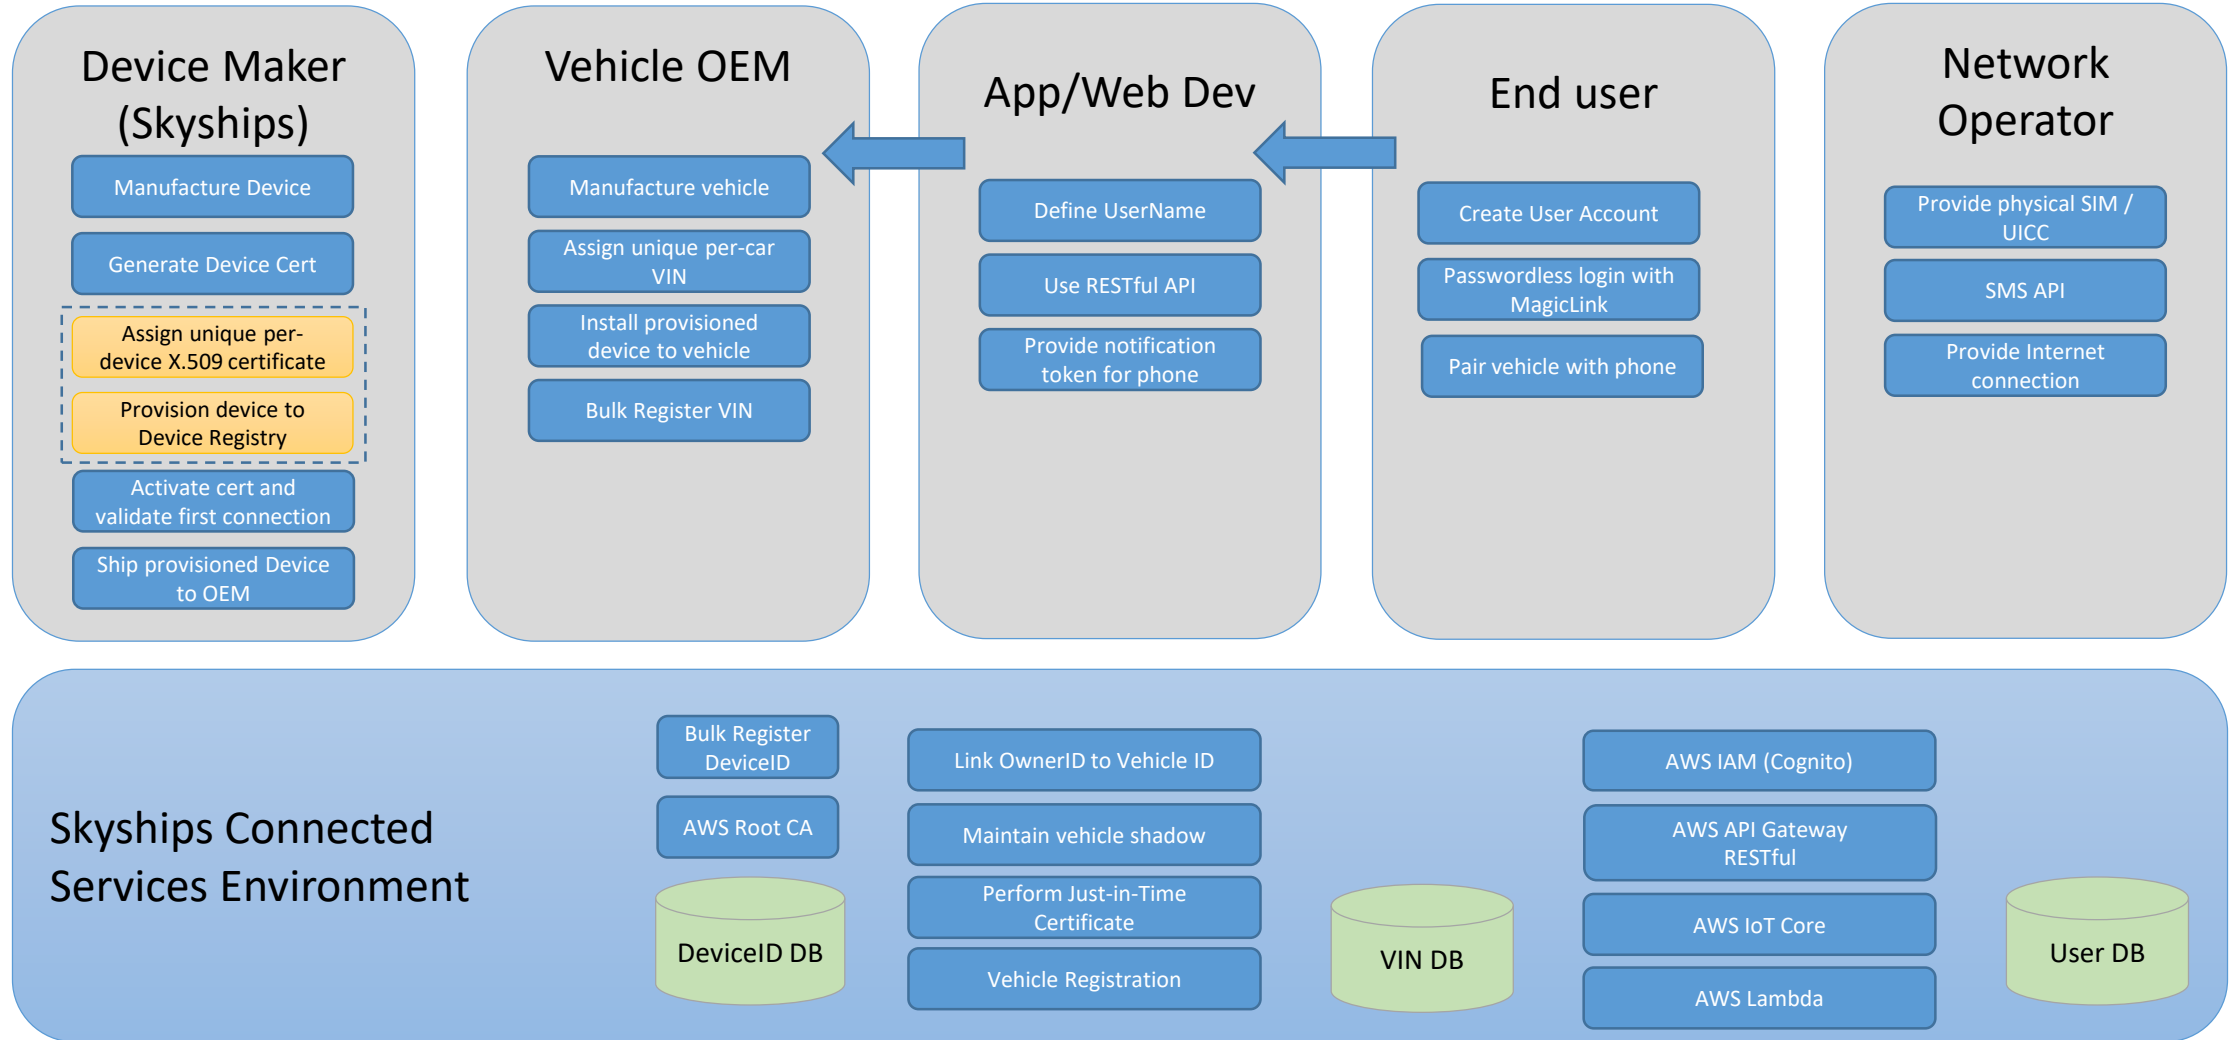 Device Maker
(Skyships)
Manufacture Device
Generate Device Cert
Assign unique per-
device X.509 certificate
Provision device to
Device Registry
Activate cert and
validate first connection
Ship provisioned Device
to OEM
Vehicle OEM
Manufacture vehicle
Assign unique per-car
VIN
Install provisioned
device to vehicle
Bulk Register VIN
App/Web Dev
Define UserName
Use RESTful API
Provide notification
token for phone
End user
Create User Account
Passwordless login with
MagicLink
Pair vehicle with phone
Network
Operator
Provide physical SIM /
UICC
SMS API
Provide Internet
connection
Skyships Connected
Services Environment
Bulk Register
DeviceID
AWS Root CA
DeviceID DB
Link OwnerID to Vehicle ID
Maintain vehicle shadow
Perform Just-in-Time
Certificate
Vehicle Registration
VIN DB
AWS IAM (Cognito)
AWS API Gateway
RESTful
AWS IoT Core
AWS Lambda
User DB